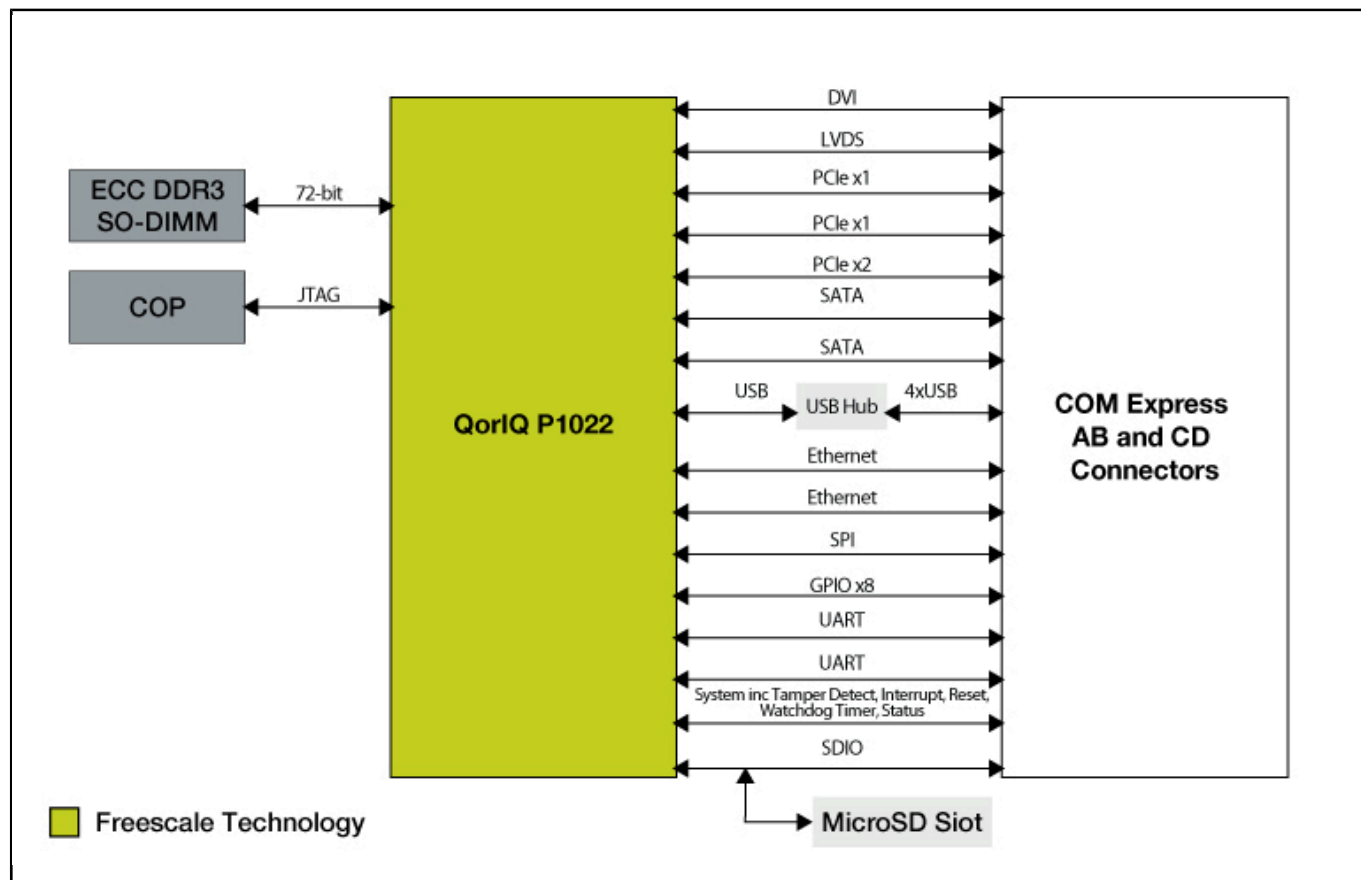 DVI
LVDS
PCIe x1
PCIe x1
PCIe x2
SATA
SATA
USB
USB Hub
4xUSB
Ethernet
Ethernet
SPI
GPIO x8
UART
UART
System inc Tamper Detect, Interrupt, Reset,
Watchdog Timer, Status
SDIO
MicroSD Siot
ECC DDR3
SO-DIMM
72-bit
COP
JTAG
QorIQ P1022
COM Express
AB and CD
Connectors
Freescale Technology